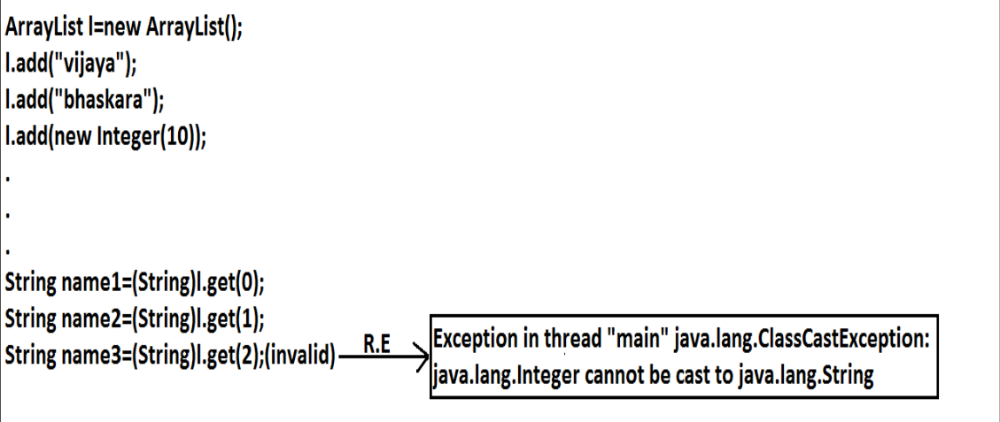 ArrayList l=new ArrayList();
l.add("vijaya");
l.add("bhaskara");
l.add(new Integer(10));
.
.
.
String name1=(String)l.get(0);
String name2=(String)l.get(1);
String name3=(String)l.get(2);(invalid) R.E
Exception in thread "main" java.lang.ClassCastException:
java.lang.Integer cannot be cast to java.lang.String